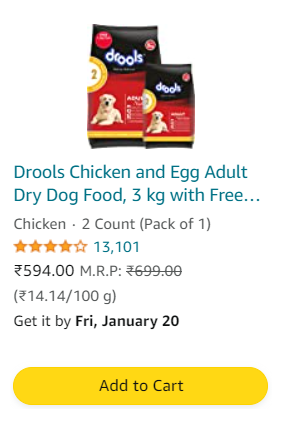 drools
2
drools
ADULT
Drools Chicken and Egg Adult
Dry Dog Food, 3 kg with Free...
Chicken · 2 Count (Pack of 1)
13,101
₹594.00 M.R.P: ₹699.00
(₹14.14/100 g)
Get it by Fri, January 20
Add to Cart